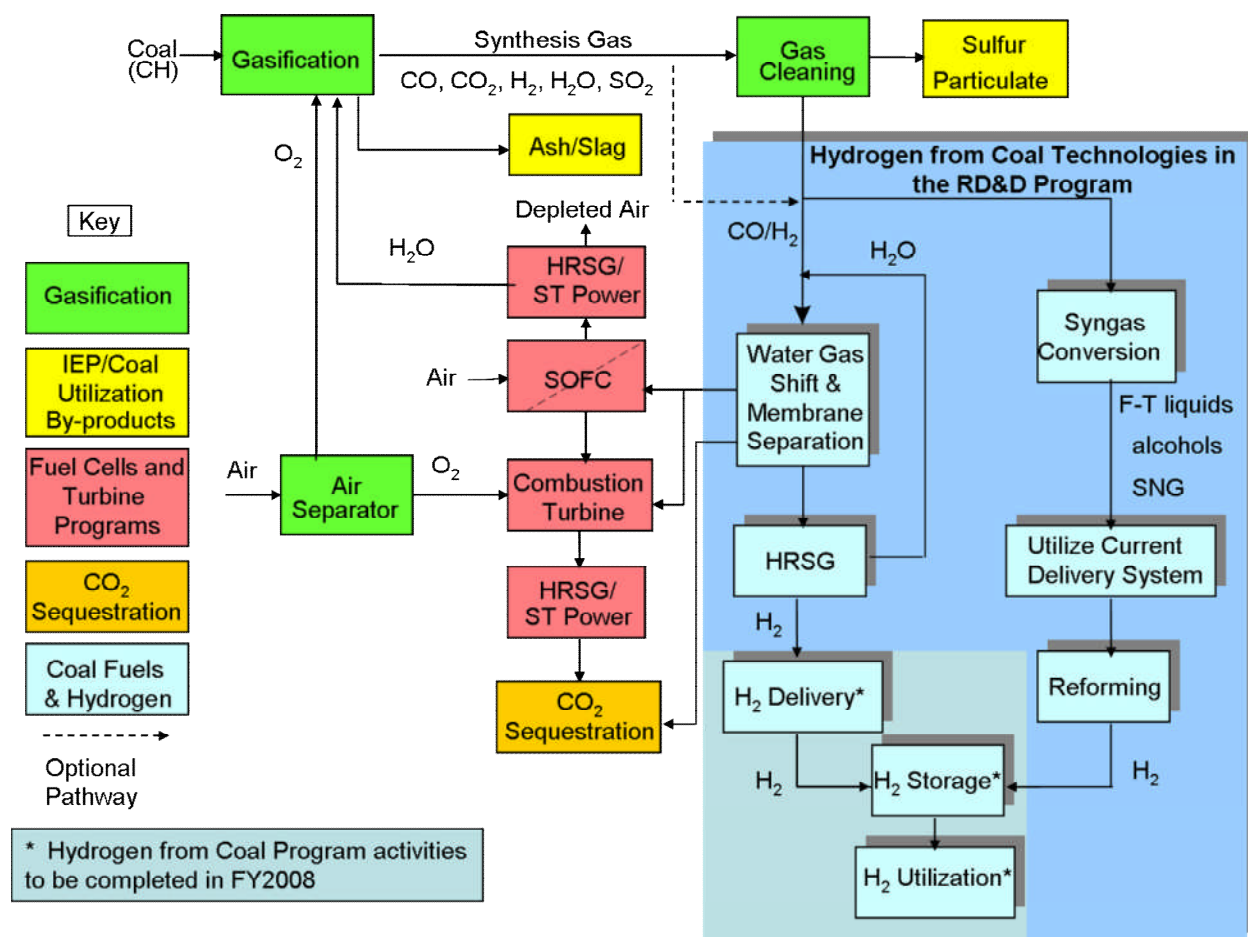 Coal
(CH)
Gasification
Synthesis Gas
CO, CO₂, H₂, H₂O, SO₂
Gas
Cleaning
Sulfur
Particulate
O₂
Ash/Slag
Hydrogen from Coal Technologies in
the RD&D Program
Key
Depleted Air
H₂O
HRSG/
ST Power
CO/H₂
H₂O
Gasification
Syngas
Conversion
Air
SOFC
Water Gas
Shift &
Membrane
Separation
IEP/Coal
Utilization
By-products
F-T liquids
alcohols
SNG
Fuel Cells and
Turbine
Programs
Air
Air
Separator
O₂
Combustion
Turbine
HRSG
Utilize Current
Delivery System
CO₂
Sequestration
HRSG/
ST Power
H₂
Coal Fuels
& Hydrogen
CO₂
Sequestration
H₂ Delivery*
Reforming
Optional
Pathway
H₂
H₂ Storage*
H₂
* Hydrogen from Coal Program activities
to be completed in FY2008
H₂ Utilization*